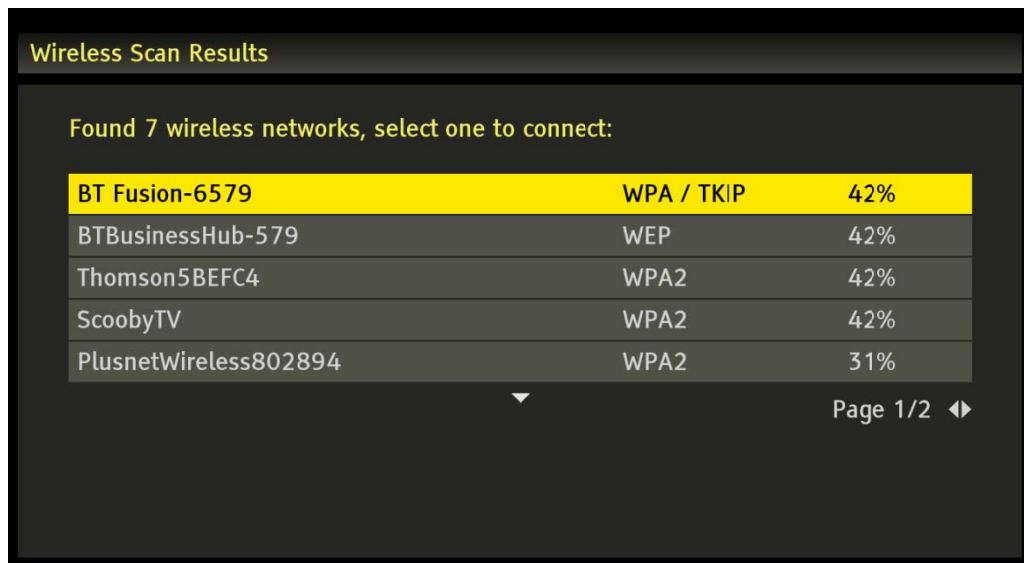 Wireless Scan Results
Found 7 wireless networks, select one to connect:
BT Fusion-6579 WPA / TKIP 42%
BTBusinessHub-579 WEP 42%
Thomson5BEFC4 WPA2 42%
ScoobyTV WPA2 42%
PlusnetWireless802894 WPA2 31%
Page 1/2